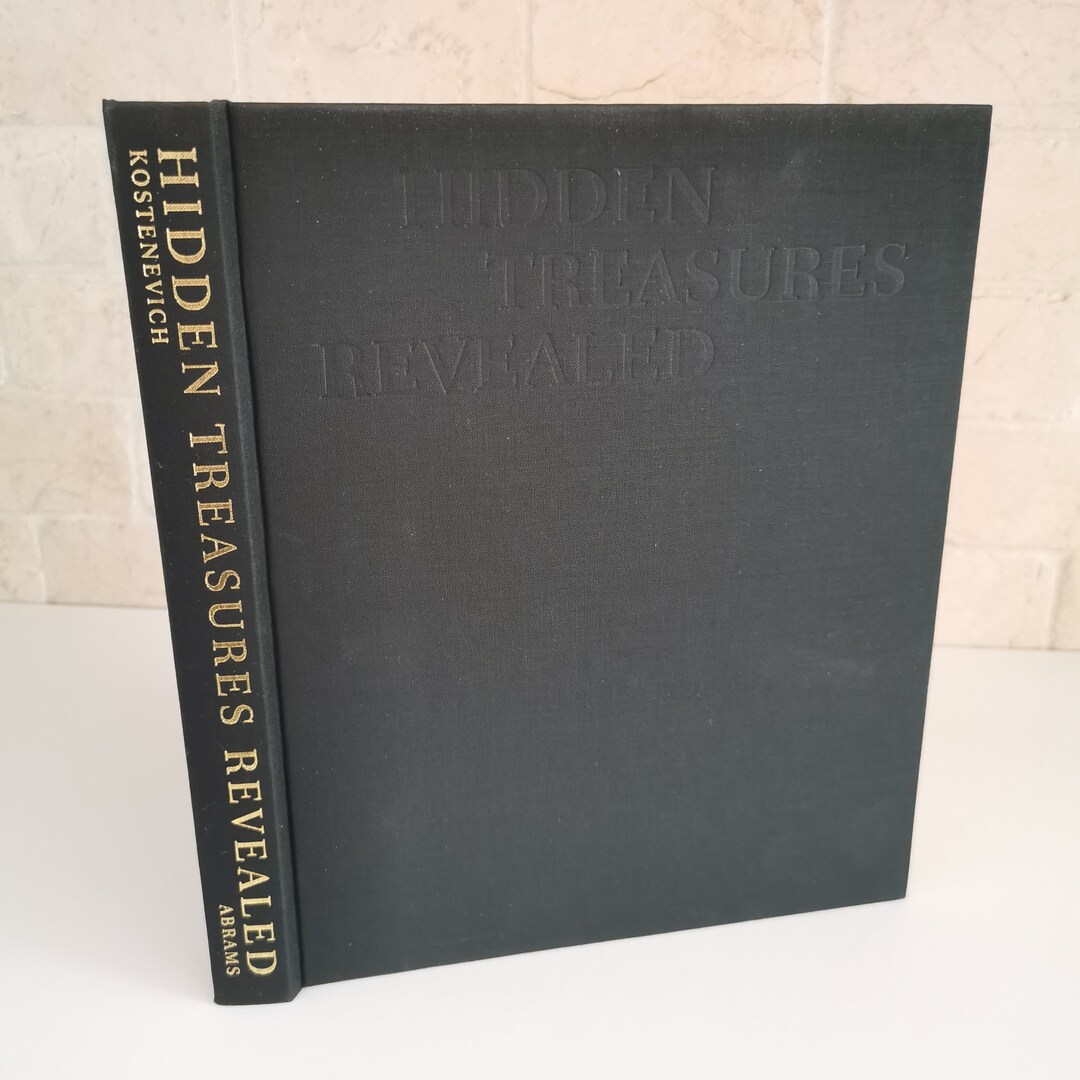 HIDDEN TREASURES REVEALED
KOSTENEVICH
ABRAMS
HIDDEN
TREASURES
REVEALED